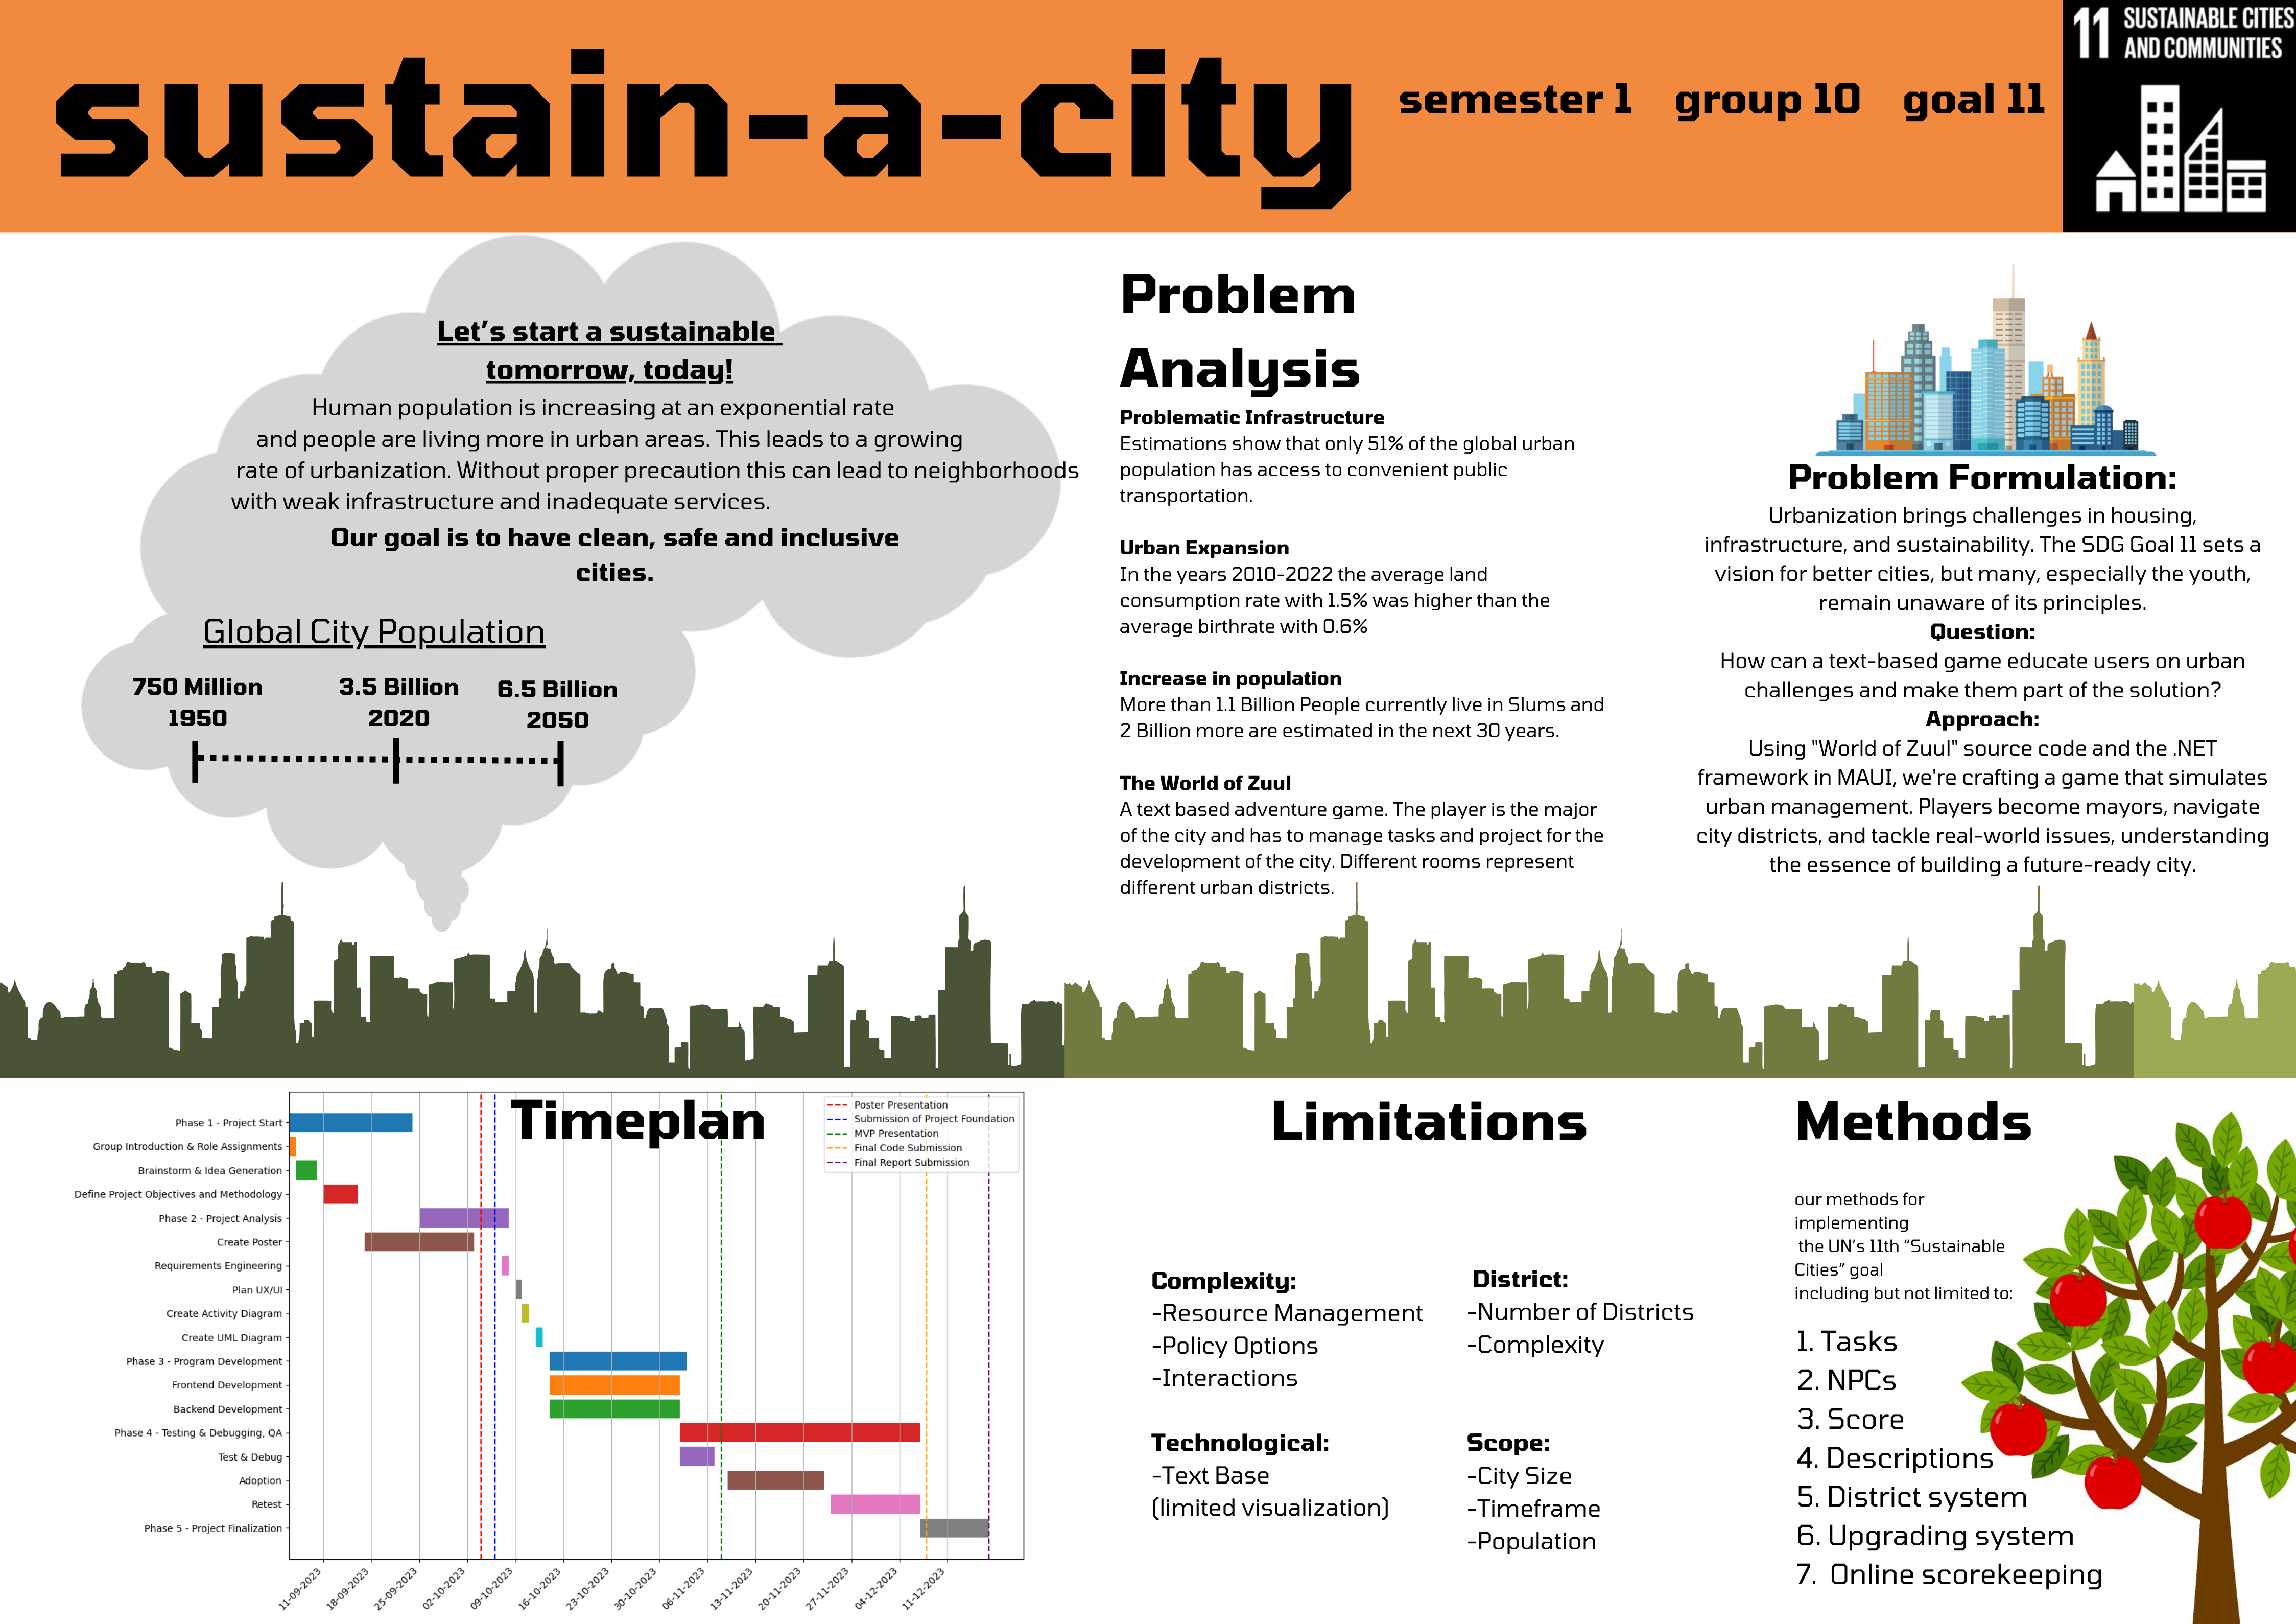 sustain-a-city
semester 1 group 10 goal 11
11 SUSTAINABLE CITIES
AND COMMUNITIES
Let's start a sustainable
tomorrow, today!
Human population is increasing at an exponential rate
and people are living more in urban areas. This leads to a growing
rate of urbanization. Without proper precaution this can lead to neighborhoods
with weak infrastructure and inadequate services.
Our goal is to have clean, safe and inclusive
cities.
Global City Population
750 Million
1950
3.5 Billion
2020
6.5 Billion
2050
Problem
Analysis
Problematic Infrastructure
Estimations show that only 51% of the global urban
population has access to convenient public
transportation.
Urban Expansion
In the years 2010-2022 the average land
consumption rate with 1.5% was higher than the
average birthrate with 0.6%
Increase in population
More than 1.1 Billion People currently live in Slums and
2 Billion more are estimated in the next 30 years.
The World of Zuul
A text based adventure game. The player is the major
of the city and has to manage tasks and project for the
development of the city. Different rooms represent
different urban districts.
Problem Formulation:
Urbanization brings challenges in housing,
infrastructure, and sustainability. The SDG Goal 11 sets a
vision for better cities, but many, especially the youth,
remain unaware of its principles.
Question:
How can a text-based game educate users on urban
challenges and make them part of the solution?
Approach:
Using "World of Zuul" source code and the .NET
framework in MAUI, we're crafting a game that simulates
urban management. Players become mayors, navigate
city districts, and tackle real-world issues, understanding
the essence of building a future-ready city.
Timeplan
Poster Presentation
Submission of Project Foundation
MVP Presentation
Final Code Submission
Final Report Submission
Phase 1 - Project Start
Group Introduction & Role Assignments
Brainstorm & Idea Generation
Define Project Objectives and Methodology
Phase 2 - Project Analysis
Create Poster
Requirements Engineering
Plan UX/UI
Create Activity Diagram
Create UML Diagram
Phase 3 - Program Development
Frontend Development
Backend Development
Phase 4 - Testing & Debugging, QA
Test & Debug
Adoption
Retest
Phase 5 - Project Finalization
11-09-2023
18-09-2023
25-09-2023
02-10-2023
09-10-2023
16-10-2023
23-10-2023
30-10-2023
06-11-2023
13-11-2023
20-11-2023
27-11-2023
04-12-2023
11-12-2023
Limitations
Complexity:
-Resource Management
-Policy Options
-Interactions
District:
-Number of Districts
-Complexity
Technological:
-Text Base
(limited visualization)
Scope:
-City Size
-Timeframe
-Population
Methods
our methods for
implementing
the UN's 11th “Sustainable
Cities” goal
including but not limited to:
1. Tasks
2. NPCs
3. Score
4. Descriptions
5. District system
6. Upgrading system
7. Online scorekeeping